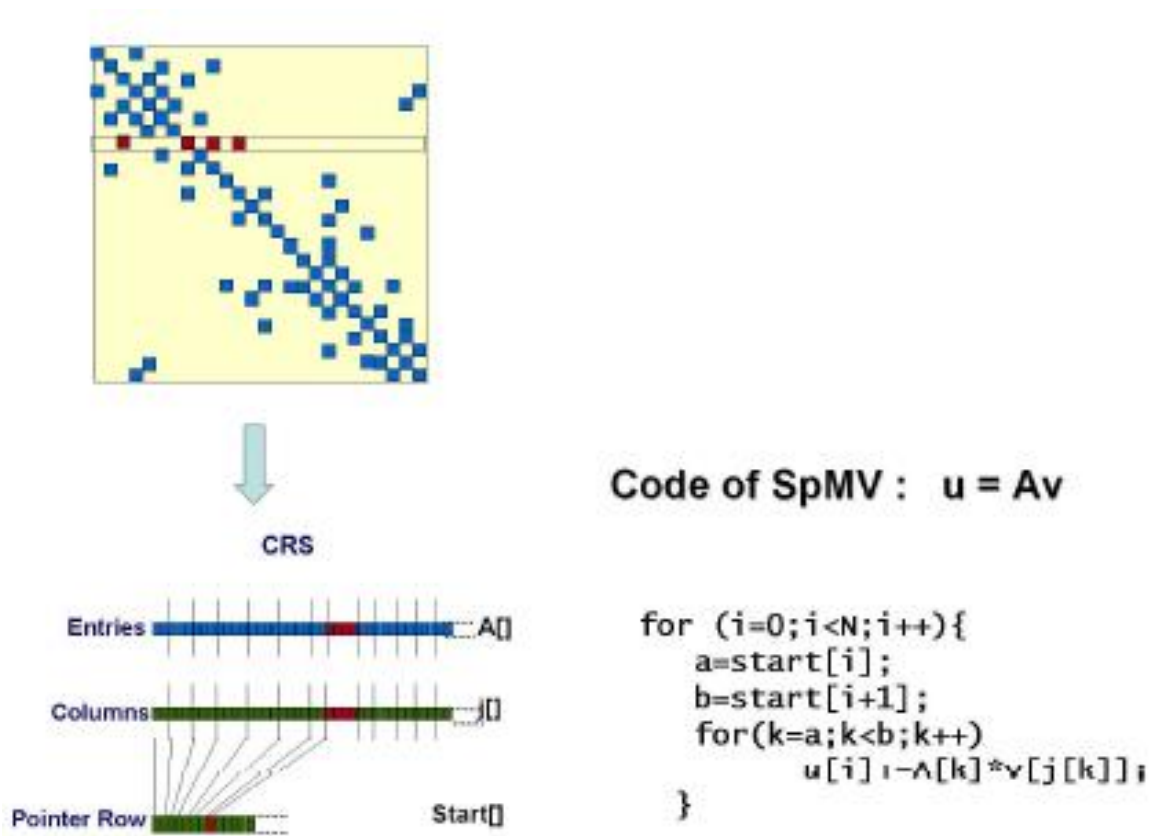 CRS
Entries A[]
Columns j[]
Pointer Row Start[]
Code of SpMV : u = Av
for (i=0;i<N;i++){
a=start[i];
b=start[i+1];
for(k=a;k<b;k++)
u[i]+=A[k]*v[j[k]];
}